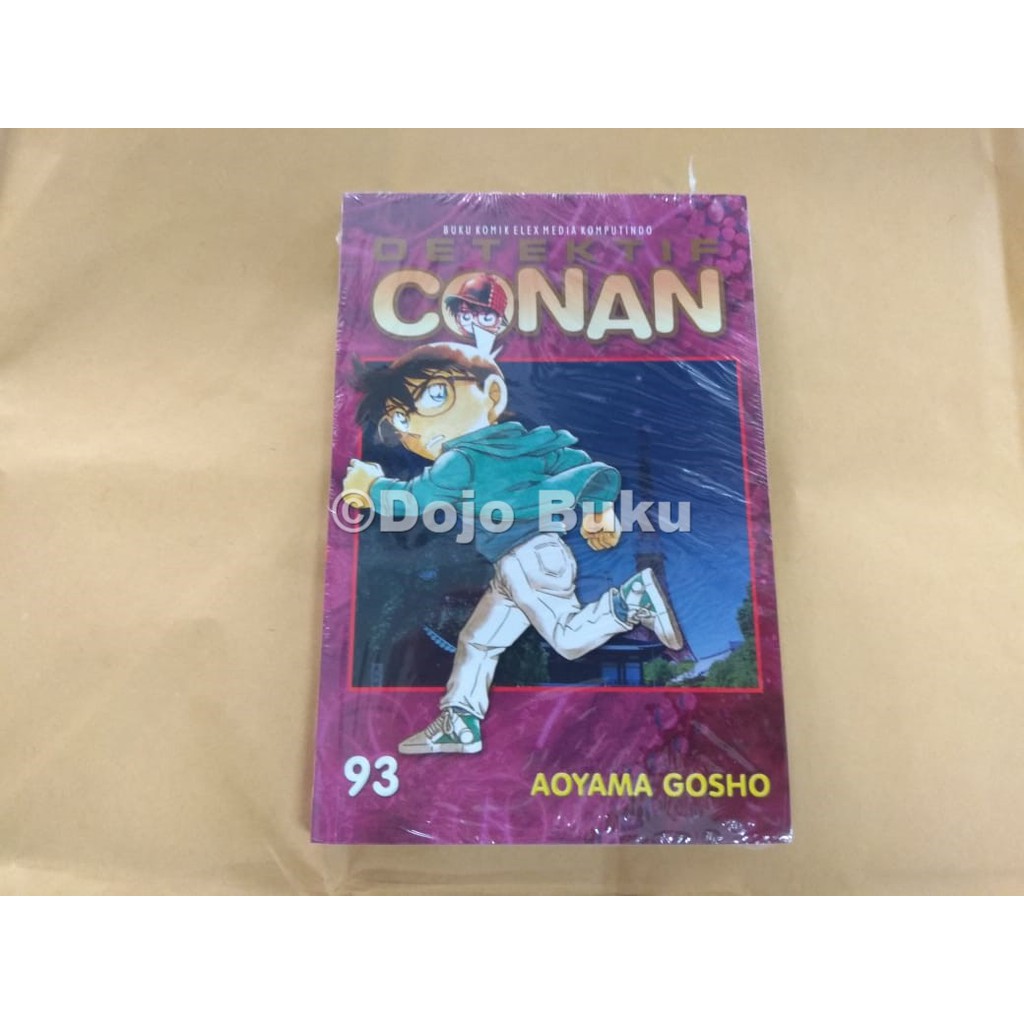 BUKU KOMIK ELEX MEDIA KOMPUTINDO
DETEKTIF
CONAN
©Dojo Buku
93
AOYAMA GOSHO